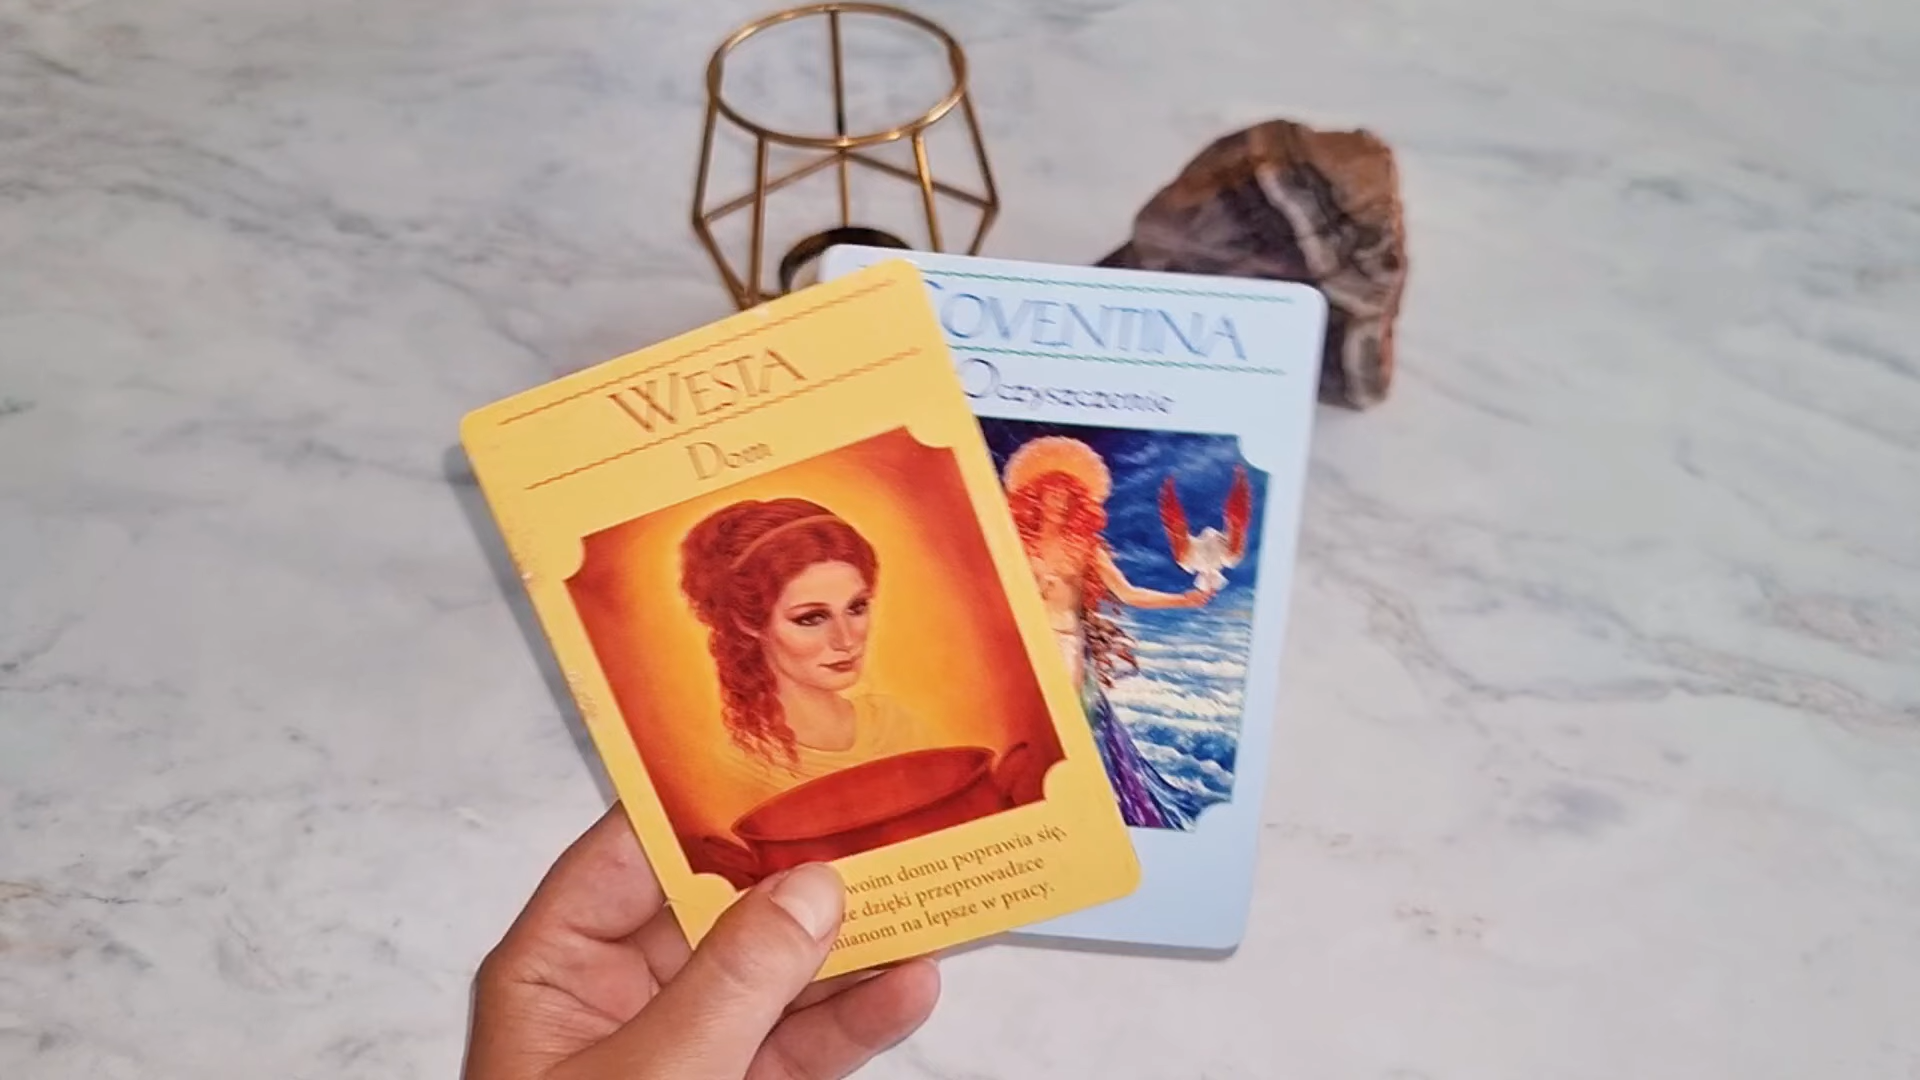 WESTA
Dom
woim domu poprawia się,
że dzięki przeprowadzce
mianom na lepsze w pracy.
COVENTINA
Oczyszczenie